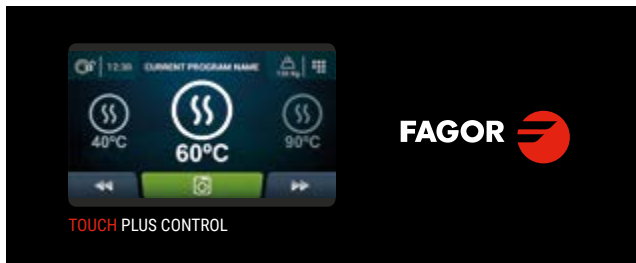 12:30
CURRENT PROGRAM NAME
40ºC
60ºC
90ºC
FAGOR
TOUCH PLUS CONTROL